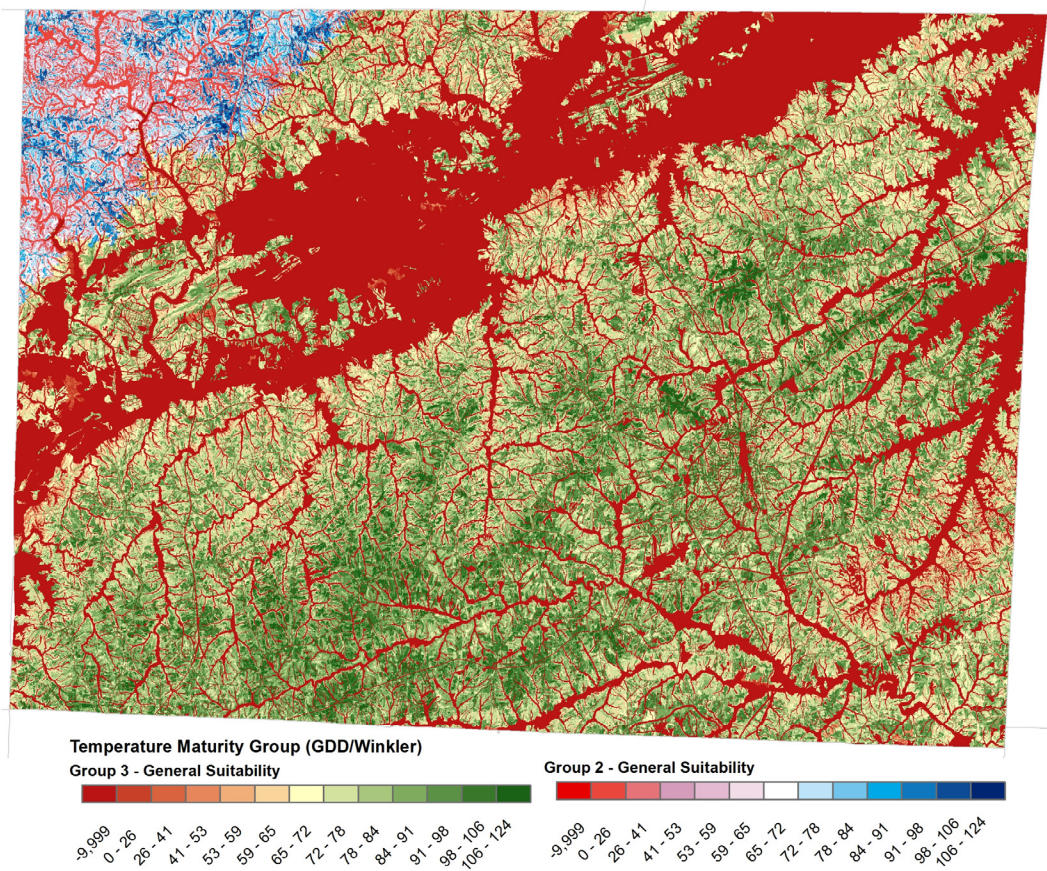 Temperature Maturity Group (GDD/Winkler)
Group 3 - General Suitability
-9,999
0 - 26
26 - 41
41 - 53
53 - 59
59 - 65
65 - 72
72 - 78
78 - 84
84 - 91
91 - 98
98 - 106
106 - 124
Group 2 - General Suitability
-9,999
0 - 26
26 - 41
41 - 53
53 - 59
59 - 65
65 - 72
72 - 78
78 - 84
84 - 91
91 - 98
98 - 106
106 - 124